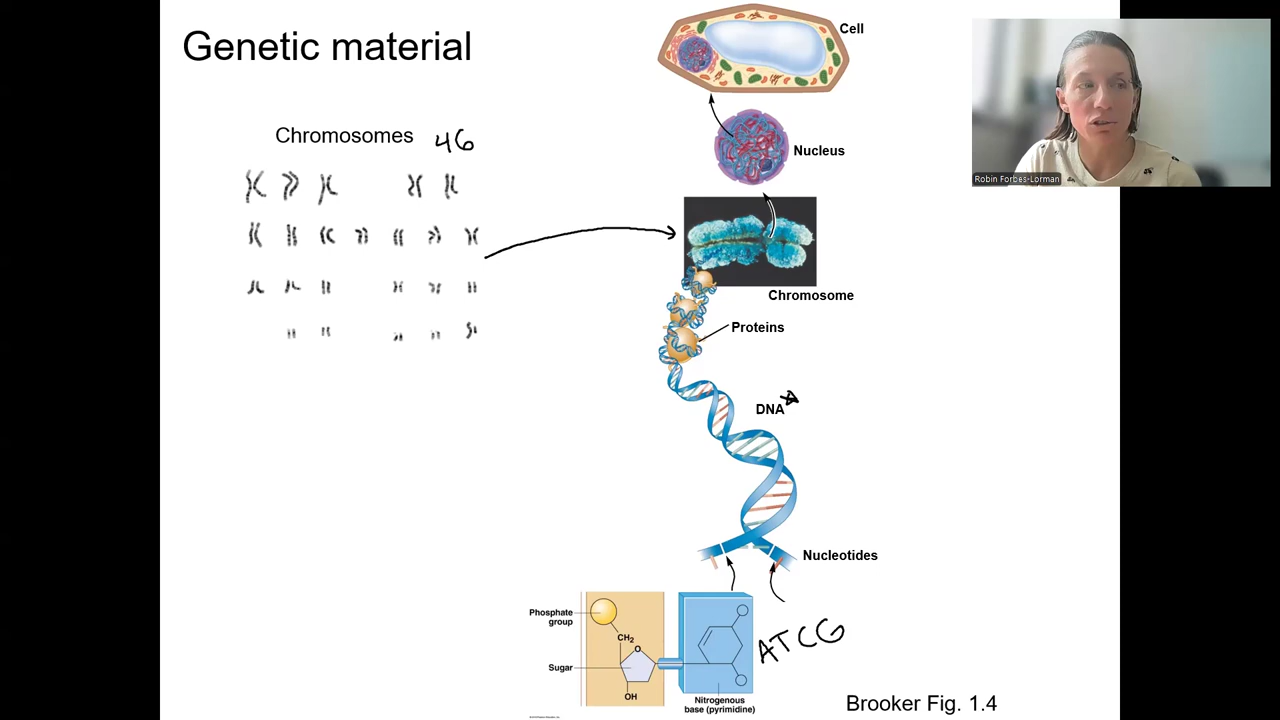 Genetic material
Cell
Chromosomes 46
Nucleus
Robin Forbes-Lorman
Chromosome
Proteins
DNA
Nucleotides
Phosphate
group
CH2
O
Sugar
OH
Nitrogenous
base (pyrimidine)
ATCG
Brooker Fig. 1.4